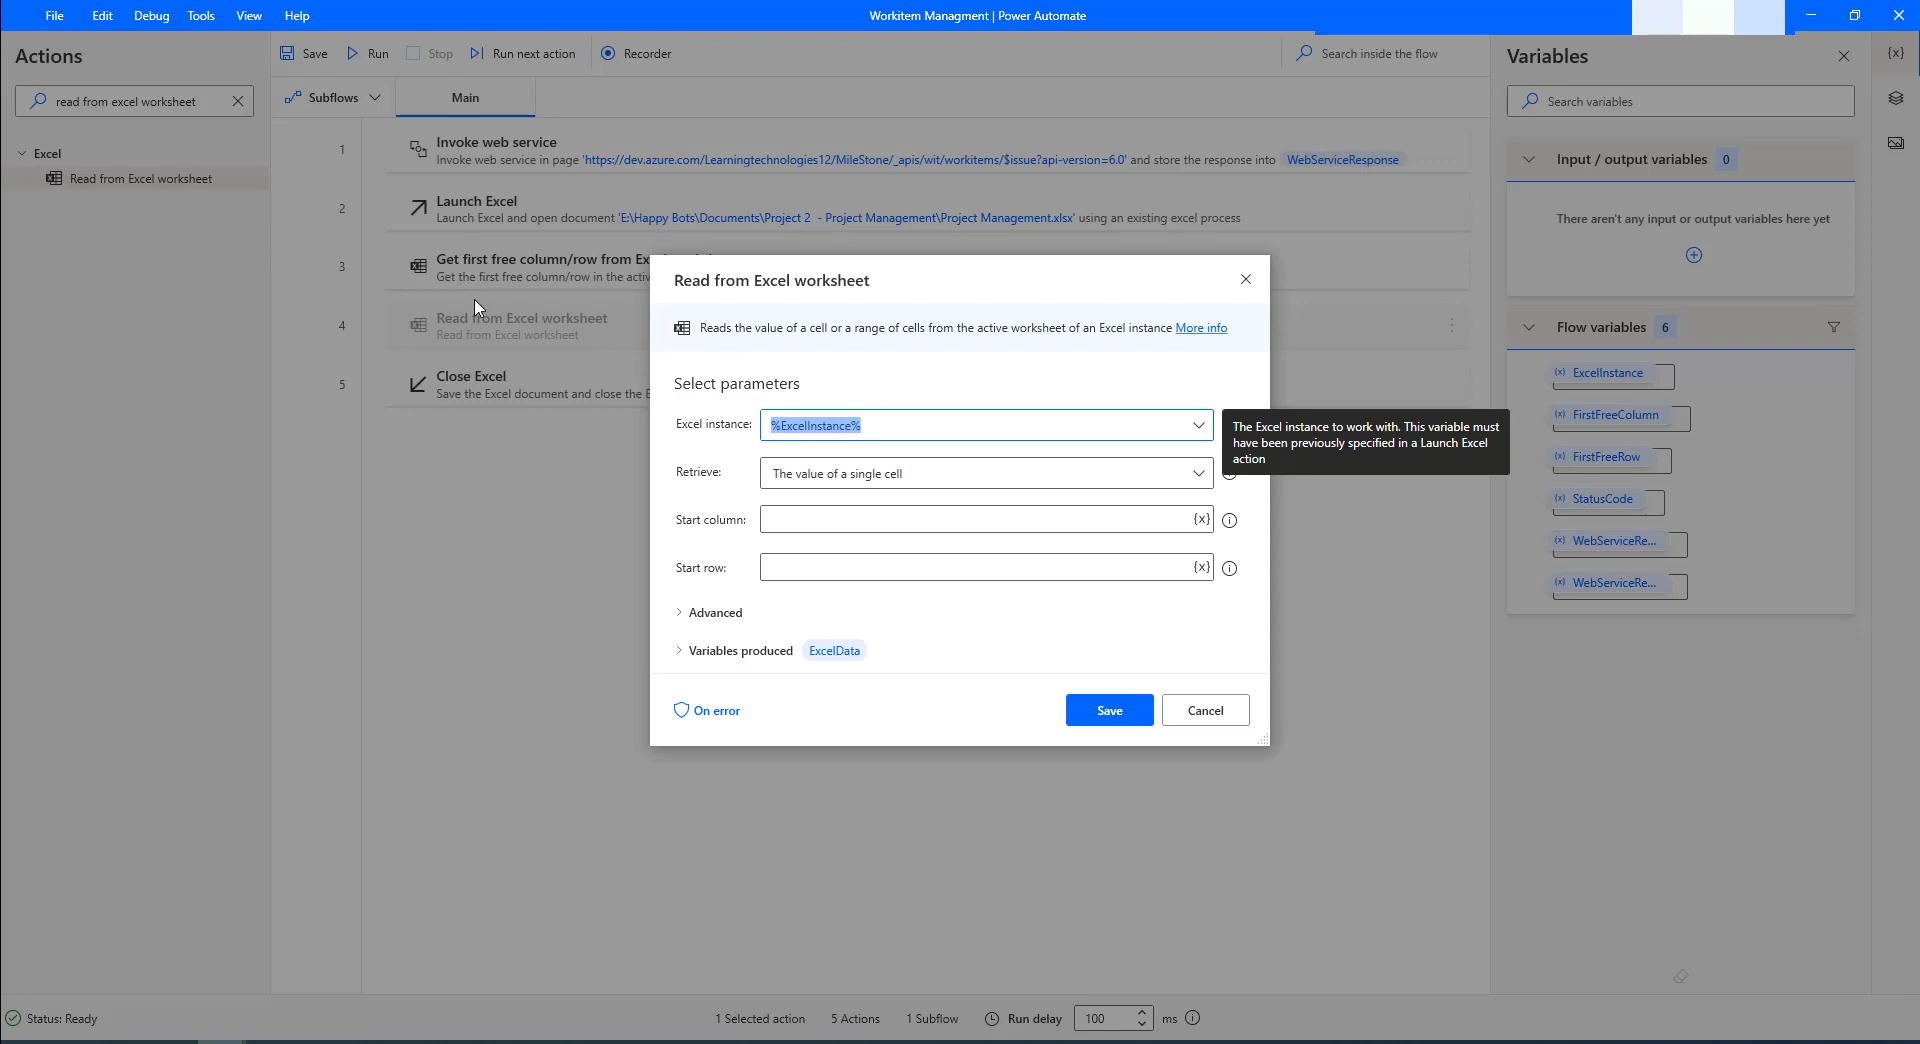 File Edit Debug Tools View Help
Workitem Managment | Power Automate
Actions
Save Run Stop Run next action Recorder
Search inside the flow
Variables
{x}
read from excel worksheet
Subflows Main
Search variables
Excel
Read from Excel worksheet
1
Invoke web service
Invoke web service in page 'https://dev.azure.com/Learningtechnologies12/MileStone/_apis/wit/workitems/$issue?api-version=6.0' and store the response into WebServiceResponse
2
Launch Excel
Launch Excel and open document 'E:\Happy Bots\Documents\Project 2 - Project Management\Project Management.xlsx' using an existing excel process
3
Get first free column/row from Ex
Get the first free column/row in the activ
4
Read from Excel worksheet
Read from Excel worksheet
5
Close Excel
Save the Excel document and close the E
Read from Excel worksheet
Reads the value of a cell or a range of cells from the active worksheet of an Excel instance More info
Select parameters
Excel instance: %ExcelInstance%
The Excel instance to work with. This variable must
have been previously specified in a Launch Excel
action
Retrieve: The value of a single cell
Start column: {x}
Start row: {x}
Advanced
Variables produced ExcelData
On error
Save Cancel
Input / output variables 0
There aren't any input or output variables here yet
Flow variables 6
(x) ExcelInstance
(x) FirstFreeColumn
(x) FirstFreeRow
(x) StatusCode
(x) WebServiceRe...
(x) WebServiceRe...
Status: Ready
1 Selected action 5 Actions 1 Subflow Run delay 100 ms